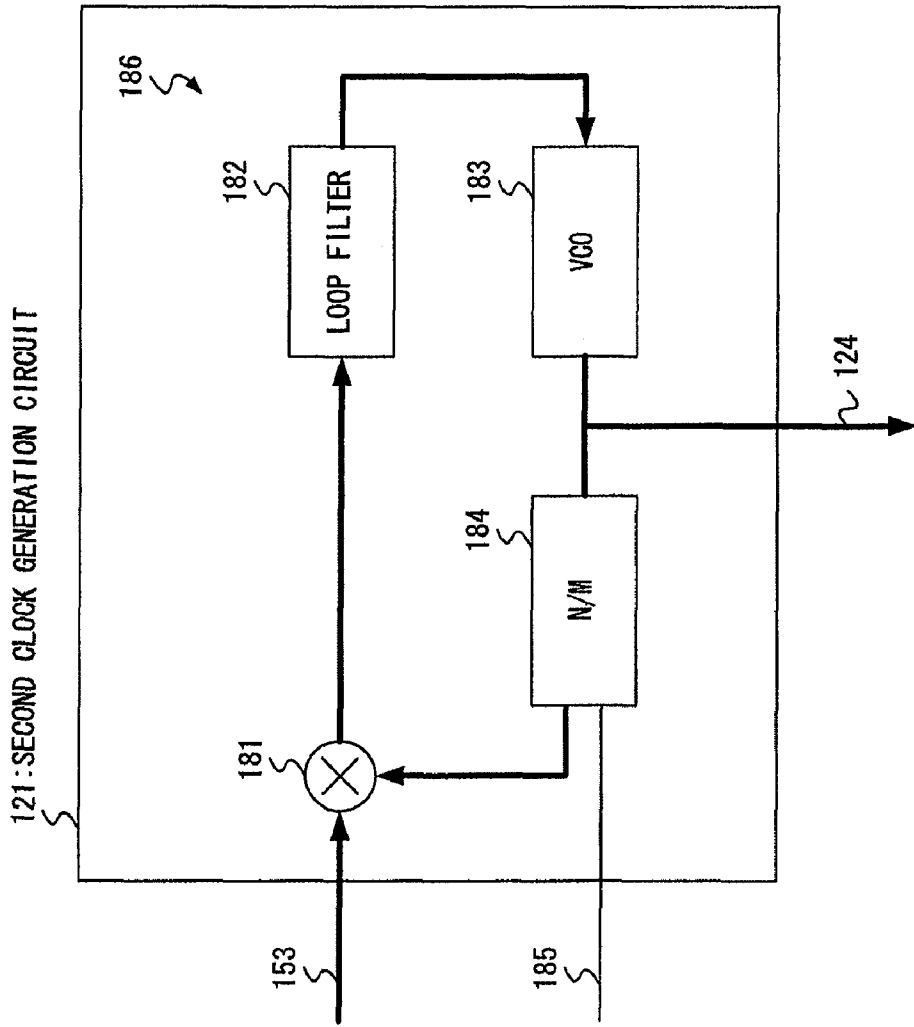 121:SECOND CLOCK GENERATION CIRCUIT
186
182
LOOP FILTER
181
153
183
VCO
184
N/M
185
124